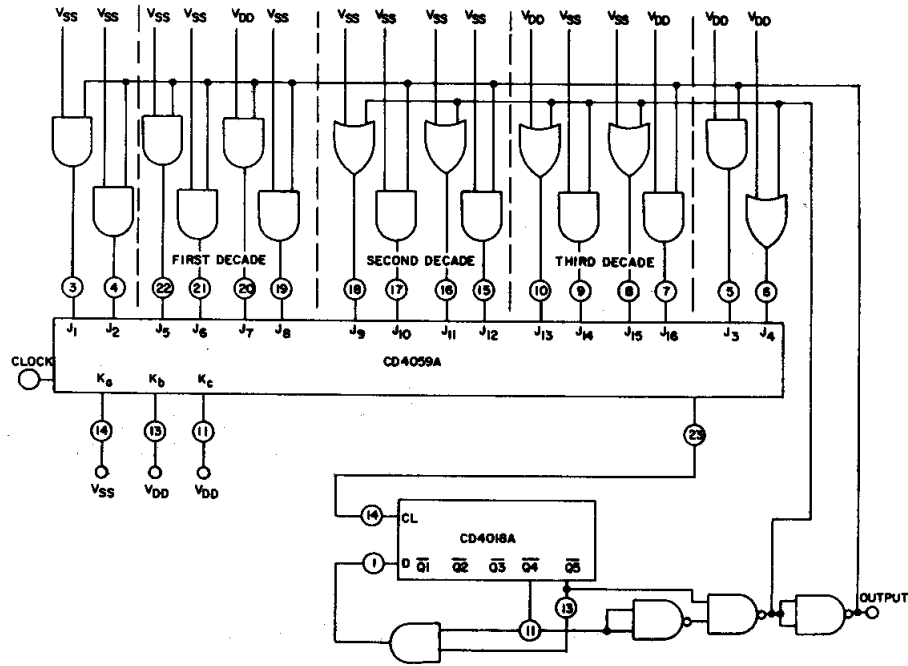 VSS VSS VSS VSS VDD VSS VSS VSS VSS VSS VDD VSS VSS VDD VDD VDD
FIRST DECADE SECOND DECADE THIRD DECADE
3 4 22 21 20 19 18 17 16 15 10 9 8 7 5 6
J1 J2 J5 J6 J7 J8 J9 J10 J11 J12 J13 J14 J15 J16 J3 J4
CD4059A
CLOCK
Ka Kb Kc
14 13 11
23
VSS VDD VDD
14 CL
CD4018A
1 D Q1 Q2 Q3 Q4 Q5
13
11
OUTPUT